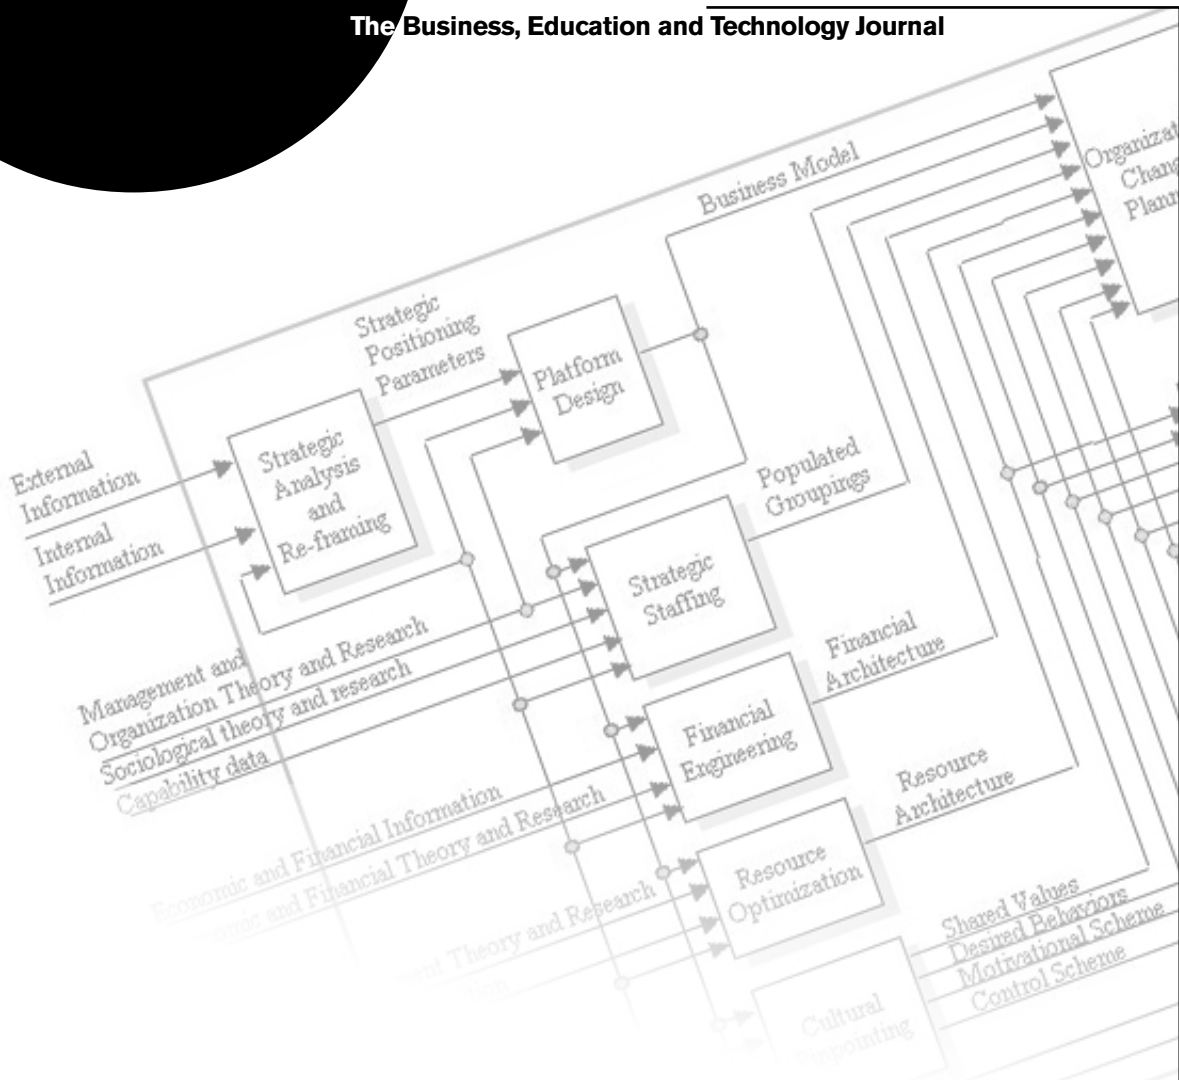 The Business, Education and Technology Journal
Business Model
Strategic
Positioning
Parameters
Platform
Design
External
Information
Internal
Information
Strategic
Analysis
and
Re-framing
Populated
Groupings
Strategic
Staffing
Management and
Organization Theory and Research
Sociological theory and research
Capability data
Financial
Architecture
Financial
Engineering
Economic and Financial Information
and Financial Theory and Research
Resource
Architecture
Resource
Optimization
Theory and Research
Shared Values
Desired Behaviors
Motivational Scheme
Control Scheme
Cultural